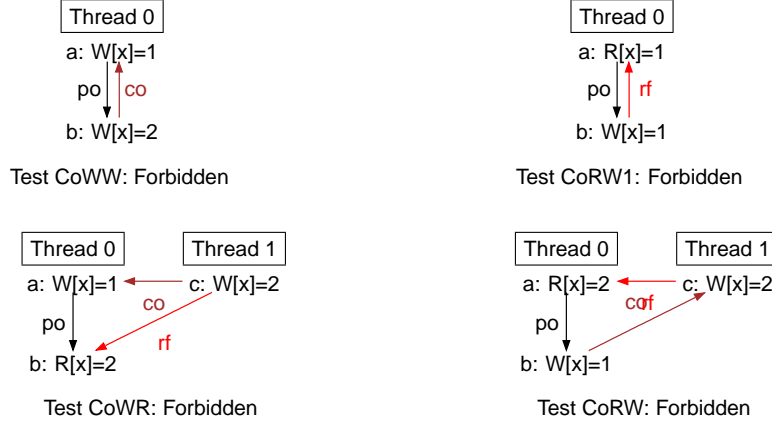 Thread 0
a: W[x]=1
po
co
b: W[x]=2
Test CoWW: Forbidden
Thread 0
a: R[x]=1
po
rf
b: W[x]=1
Test CoRW1: Forbidden
Thread 0
Thread 1
a: W[x]=1
c: W[x]=2
co
po
rf
b: R[x]=2
Test CoWR: Forbidden
Thread 0
Thread 1
a: R[x]=2
c: W[x]=2
co
rf
po
b: W[x]=1
Test CoRW: Forbidden